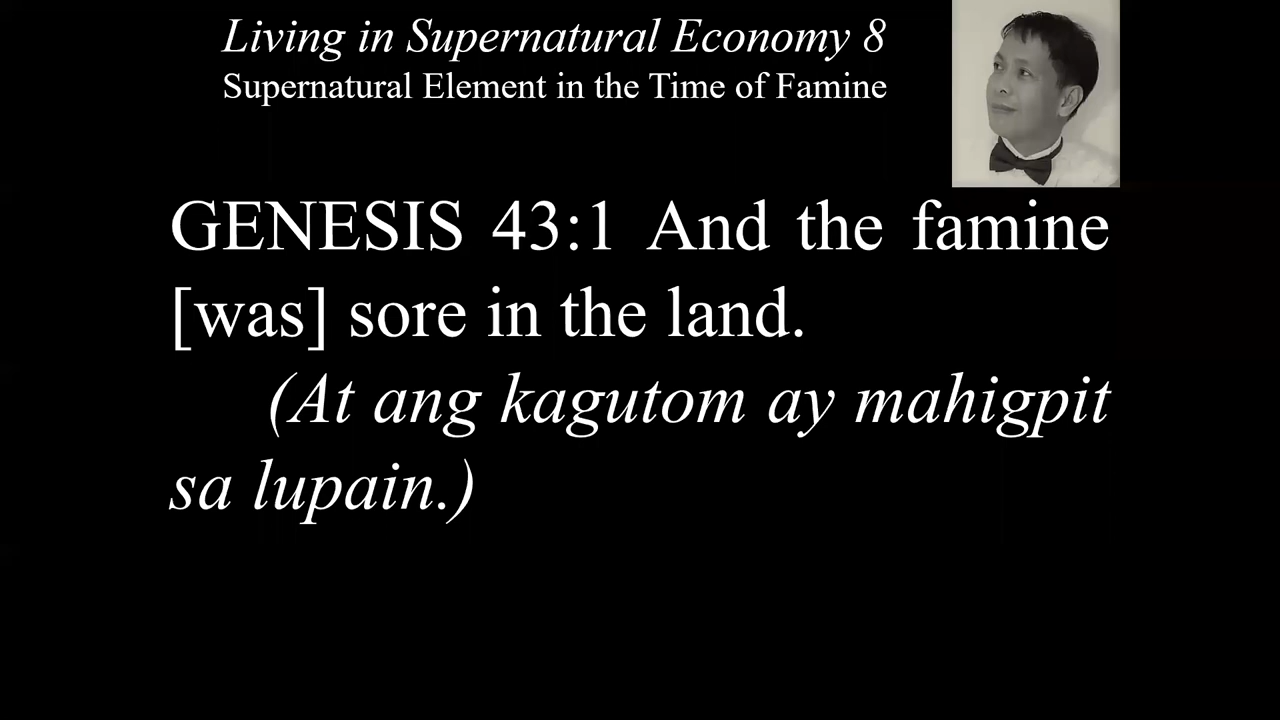 Living in Supernatural Economy 8
Supernatural Element in the Time of Famine
GENESIS 43:1 And the famine
[was] sore in the land.
(At ang kagutom ay mahigpit
sa lupain.)